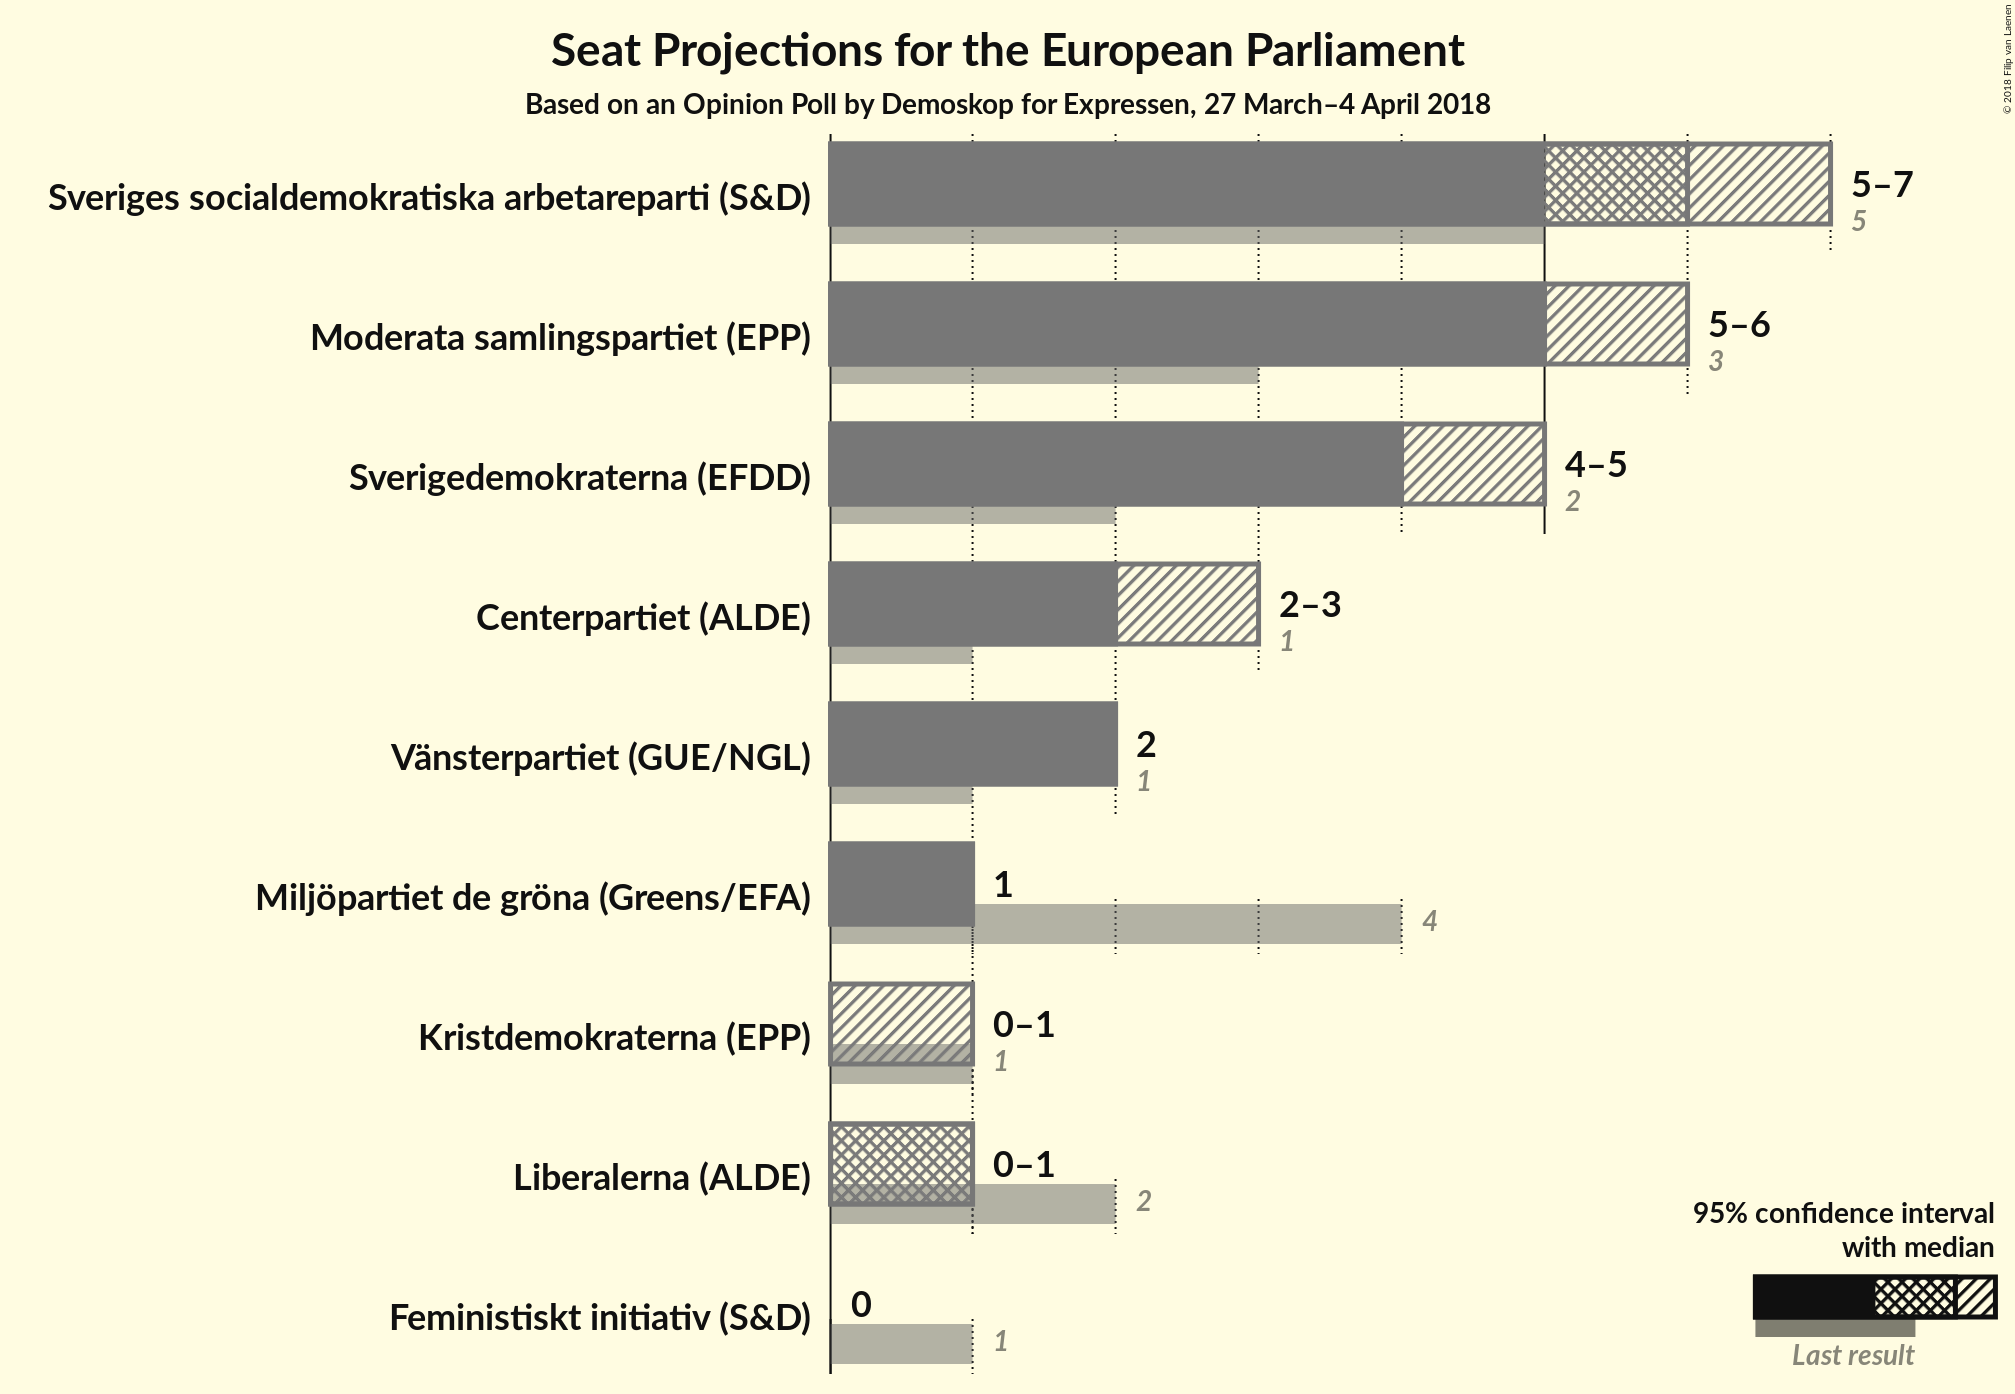 Seat Projections for the European Parliament
Based on an Opinion Poll by Demoskop for Expressen, 27 March–4 April 2018
© 2018 Filip van Laenen
Sveriges socialdemokratiska arbetareparti (S&D)
5–7
5
Moderata samlingspartiet (EPP)
5–6
3
Sverigedemokraterna (EFDD)
4–5
2
Centerpartiet (ALDE)
2–3
1
Vänsterpartiet (GUE/NGL)
2
1
Miljöpartiet de gröna (Greens/EFA)
1
4
Kristdemokraterna (EPP)
0–1
1
Liberalerna (ALDE)
0–1
2
Feministiskt initiativ (S&D)
0
1
95% confidence interval
with median
Last result